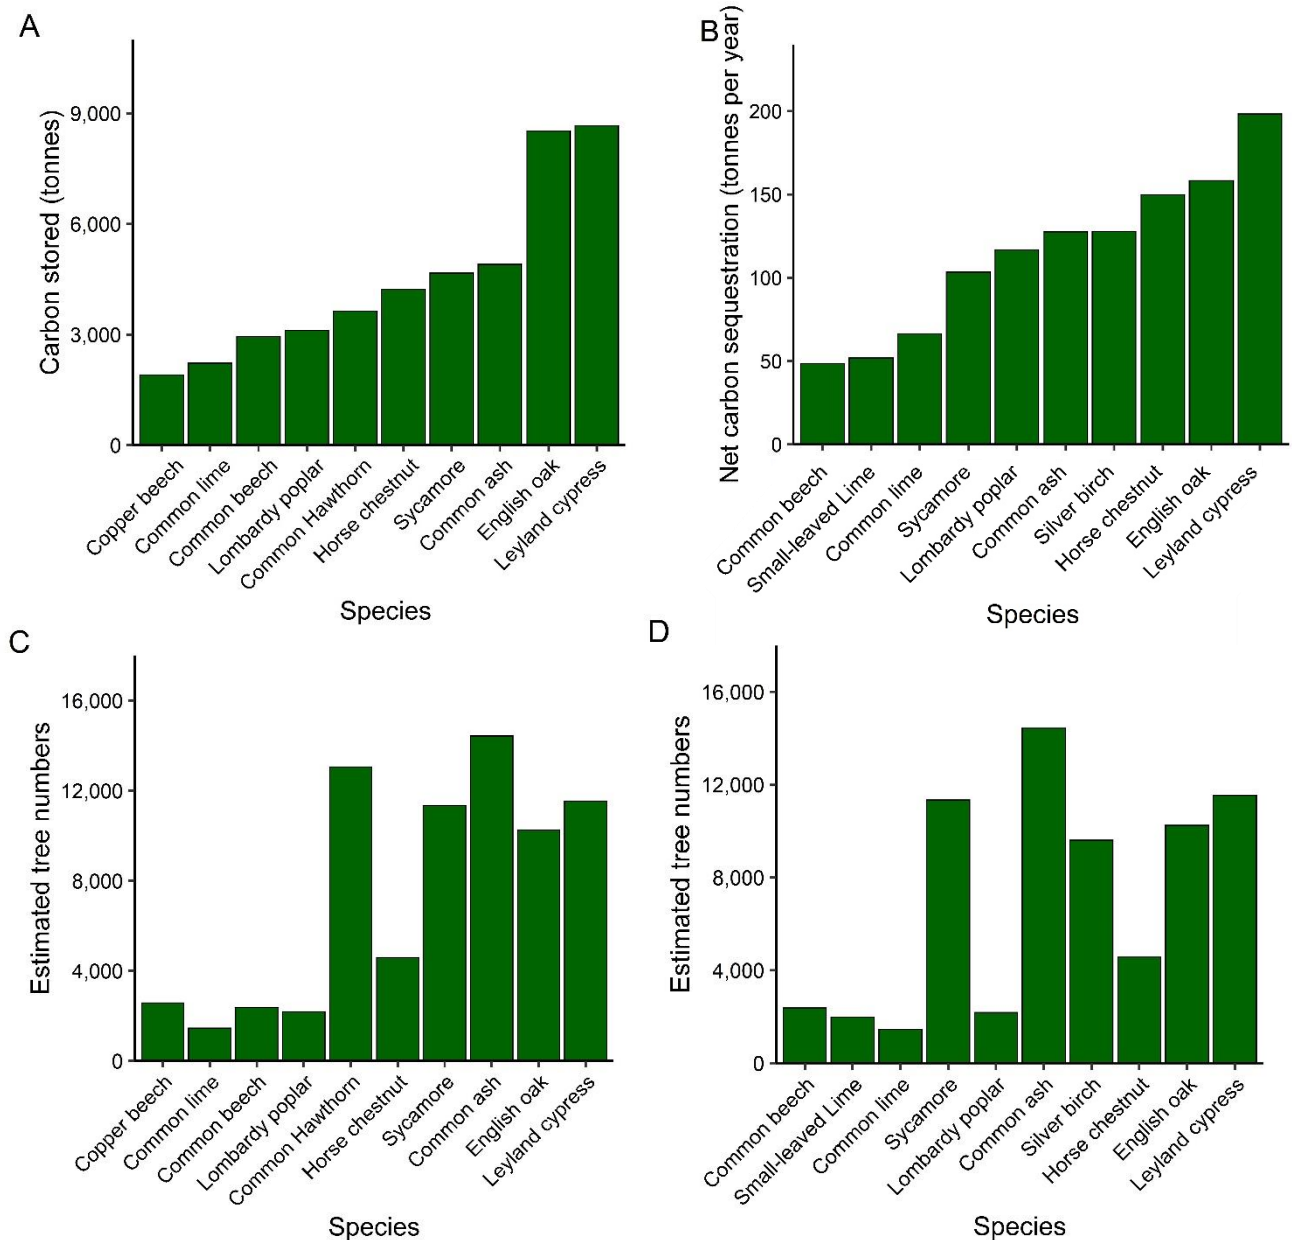 A
Carbon stored (tonnes)
9,000
6,000
3,000
0
Copper beech
Common lime
Common beech
Lombardy poplar
Common Hawthorn
Horse chestnut
Sycamore
Common ash
English oak
Leyland cypress
Species
B
Net carbon sequestration (tonnes per year)
200
150
100
50
0
Common beech
Small-leaved Lime
Common lime
Sycamore
Lombardy poplar
Common ash
Silver birch
Horse chestnut
English oak
Leyland cypress
Species
C
Estimated tree numbers
16,000
12,000
8,000
4,000
0
Copper beech
Common lime
Common beech
Lombardy poplar
Common Hawthorn
Horse chestnut
Sycamore
Common ash
English oak
Leyland cypress
Species
D
Estimated tree numbers
16,000
12,000
8,000
4,000
0
Common beech
Small-leaved Lime
Common lime
Sycamore
Lombardy poplar
Common ash
Silver birch
Horse chestnut
English oak
Leyland cypress
Species